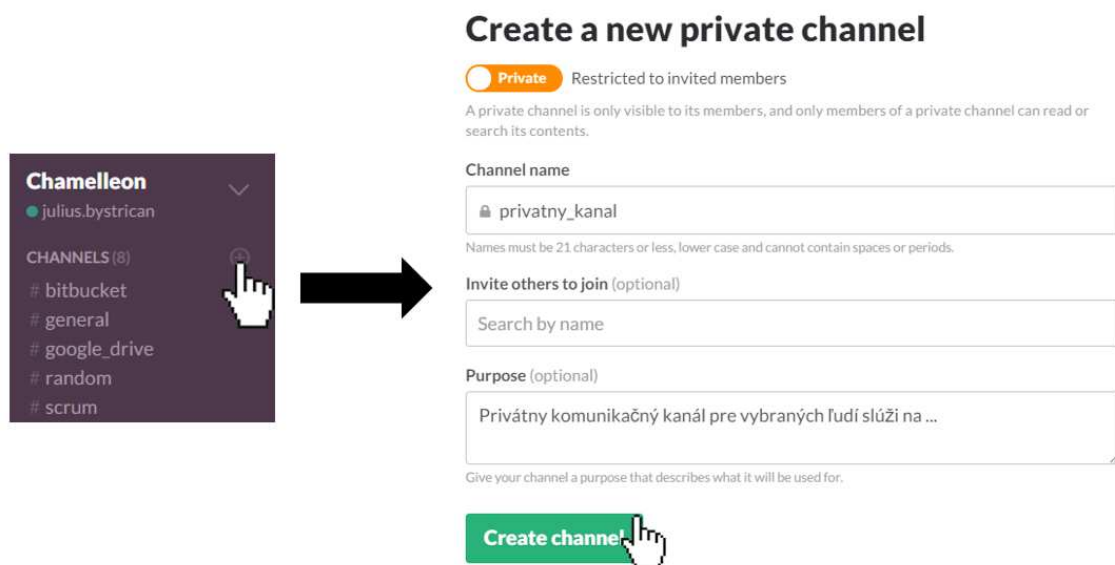 Create a new private channel
Private Restricted to invited members
A private channel is only visible to its members, and only members of a private channel can read or
search its contents.
Chamelleon
julius.bystrican
CHANNELS (8)
# bitbucket
# general
# google_drive
# random
# scrum
Channel name
privatny_kanal
Names must be 21 characters or less, lower case and cannot contain spaces or periods.
Invite others to join (optional)
Search by name
Purpose (optional)
Privátny komunikačný kanál pre vybraných ľudí slúži na ...
Give your channel a purpose that describes what it will be used for.
Create channel